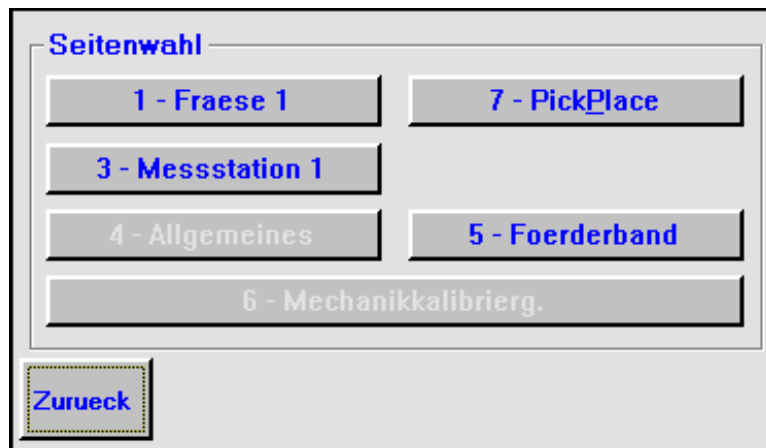 Seitenwahl
1 - Fraese 1
7 - PickPlace
3 - Messstation 1
4 - Allgemeines
5 - Foerderband
6 - Mechanikkalibrierg.
Zurueck